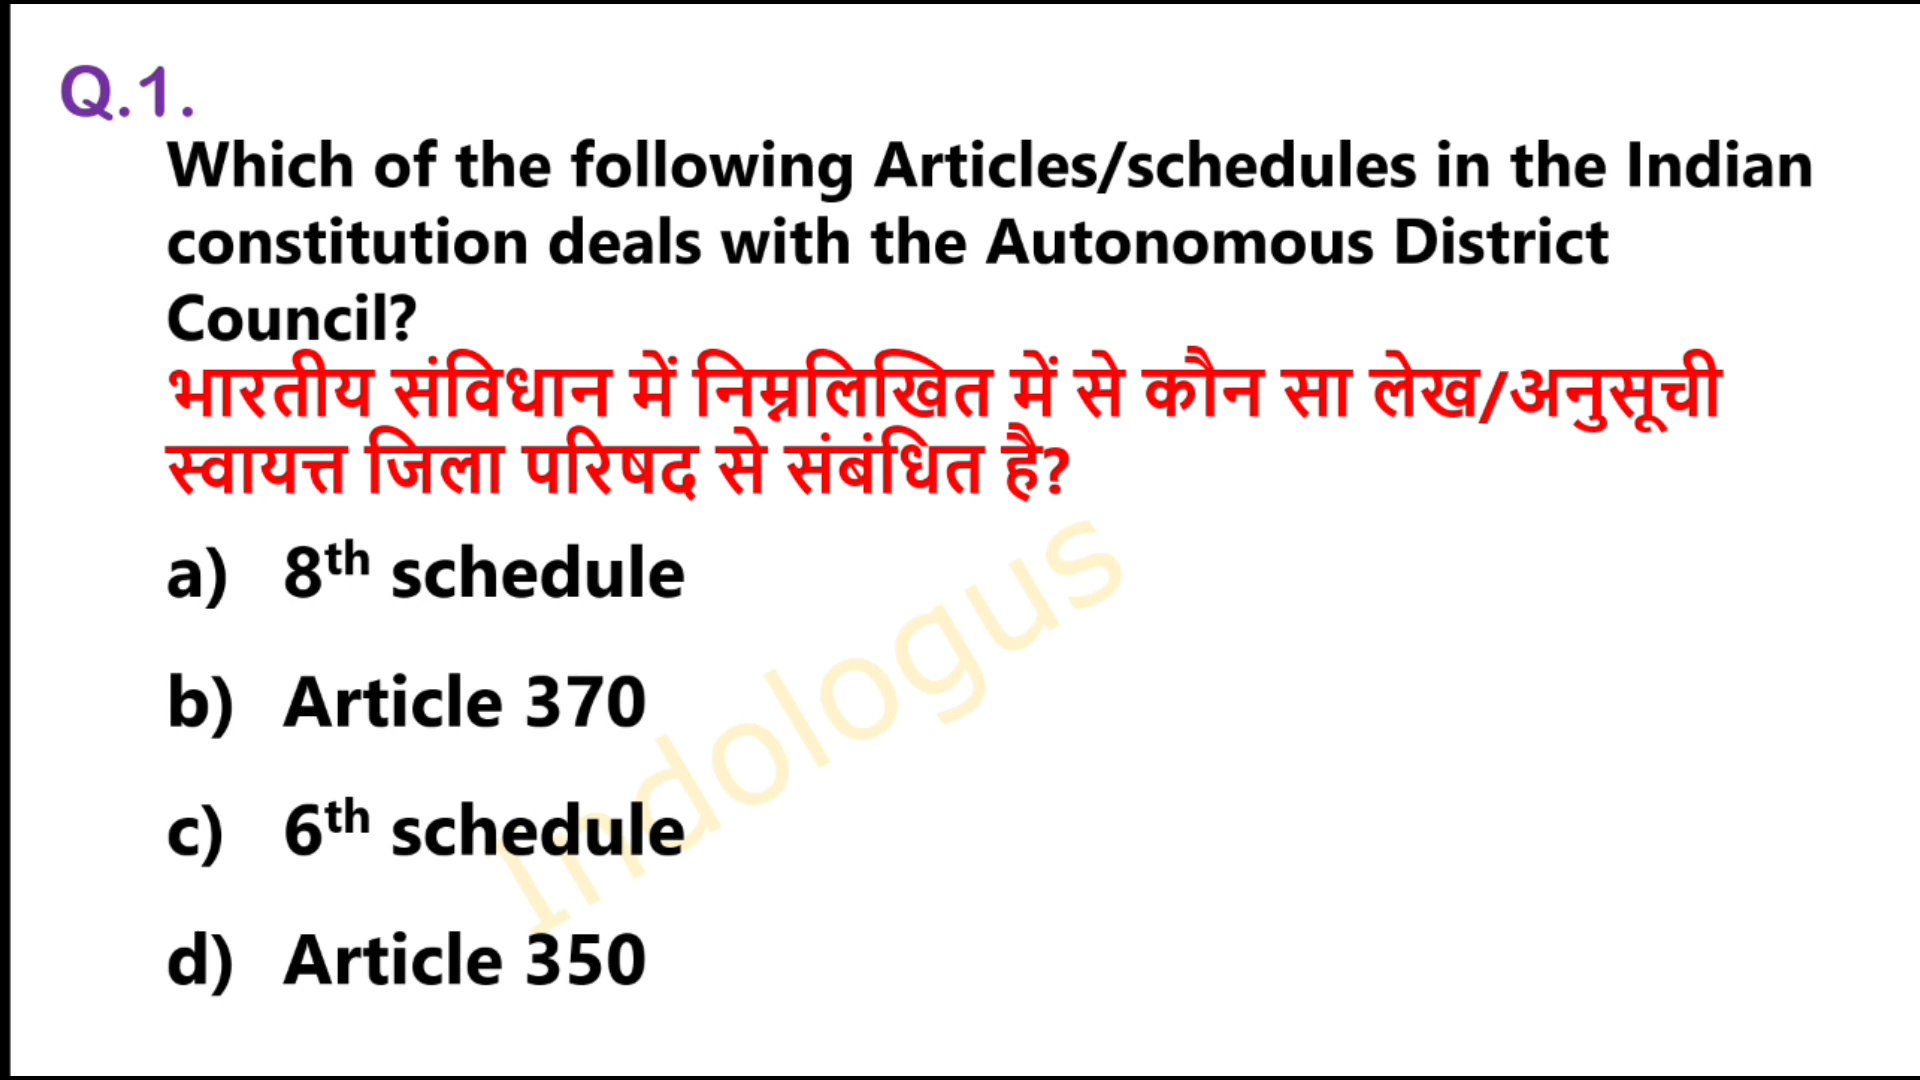 Q.1.
Which of the following Articles/schedules in the Indian
constitution deals with the Autonomous District
Council?
भारतीय संविधान में निम्नलिखित में से कौन सा लेख/अनुसूची
स्वायत्त जिला परिषद से संबंधित है?
a) 8th schedule
b) Article 370
c) 6th schedule
d) Article 350
Indologus